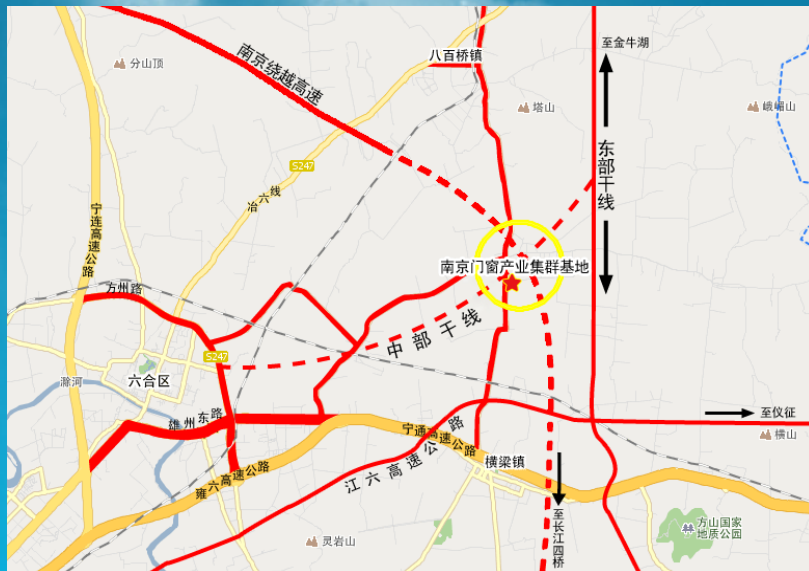 至金牛湖
八百桥镇
分山顶
南京绕越高速
塔山
峨嵋山
东部干线
S247
冶六线
宁连高速公路
南京门窗产业集群基地
方州路
中部干线
S247
六合区
滁河
雄州东路
至仪征
宁通高速公路
横山
江六高速公路
横梁镇
雍六高速公路
至长江四桥
方山国家
地质公园
灵岩山